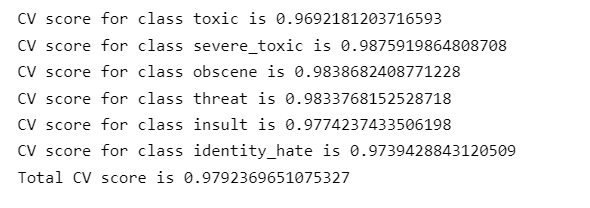 CV score for class toxic is 0.9692181203716593
CV score for class severe_toxic is 0.9875919864808708
CV score for class obscene is 0.9838682408771228
CV score for class threat is 0.9833768152528718
CV score for class insult is 0.9774237433506198
CV score for class identity_hate is 0.9739428843120509
Total CV score is 0.9792369651075327